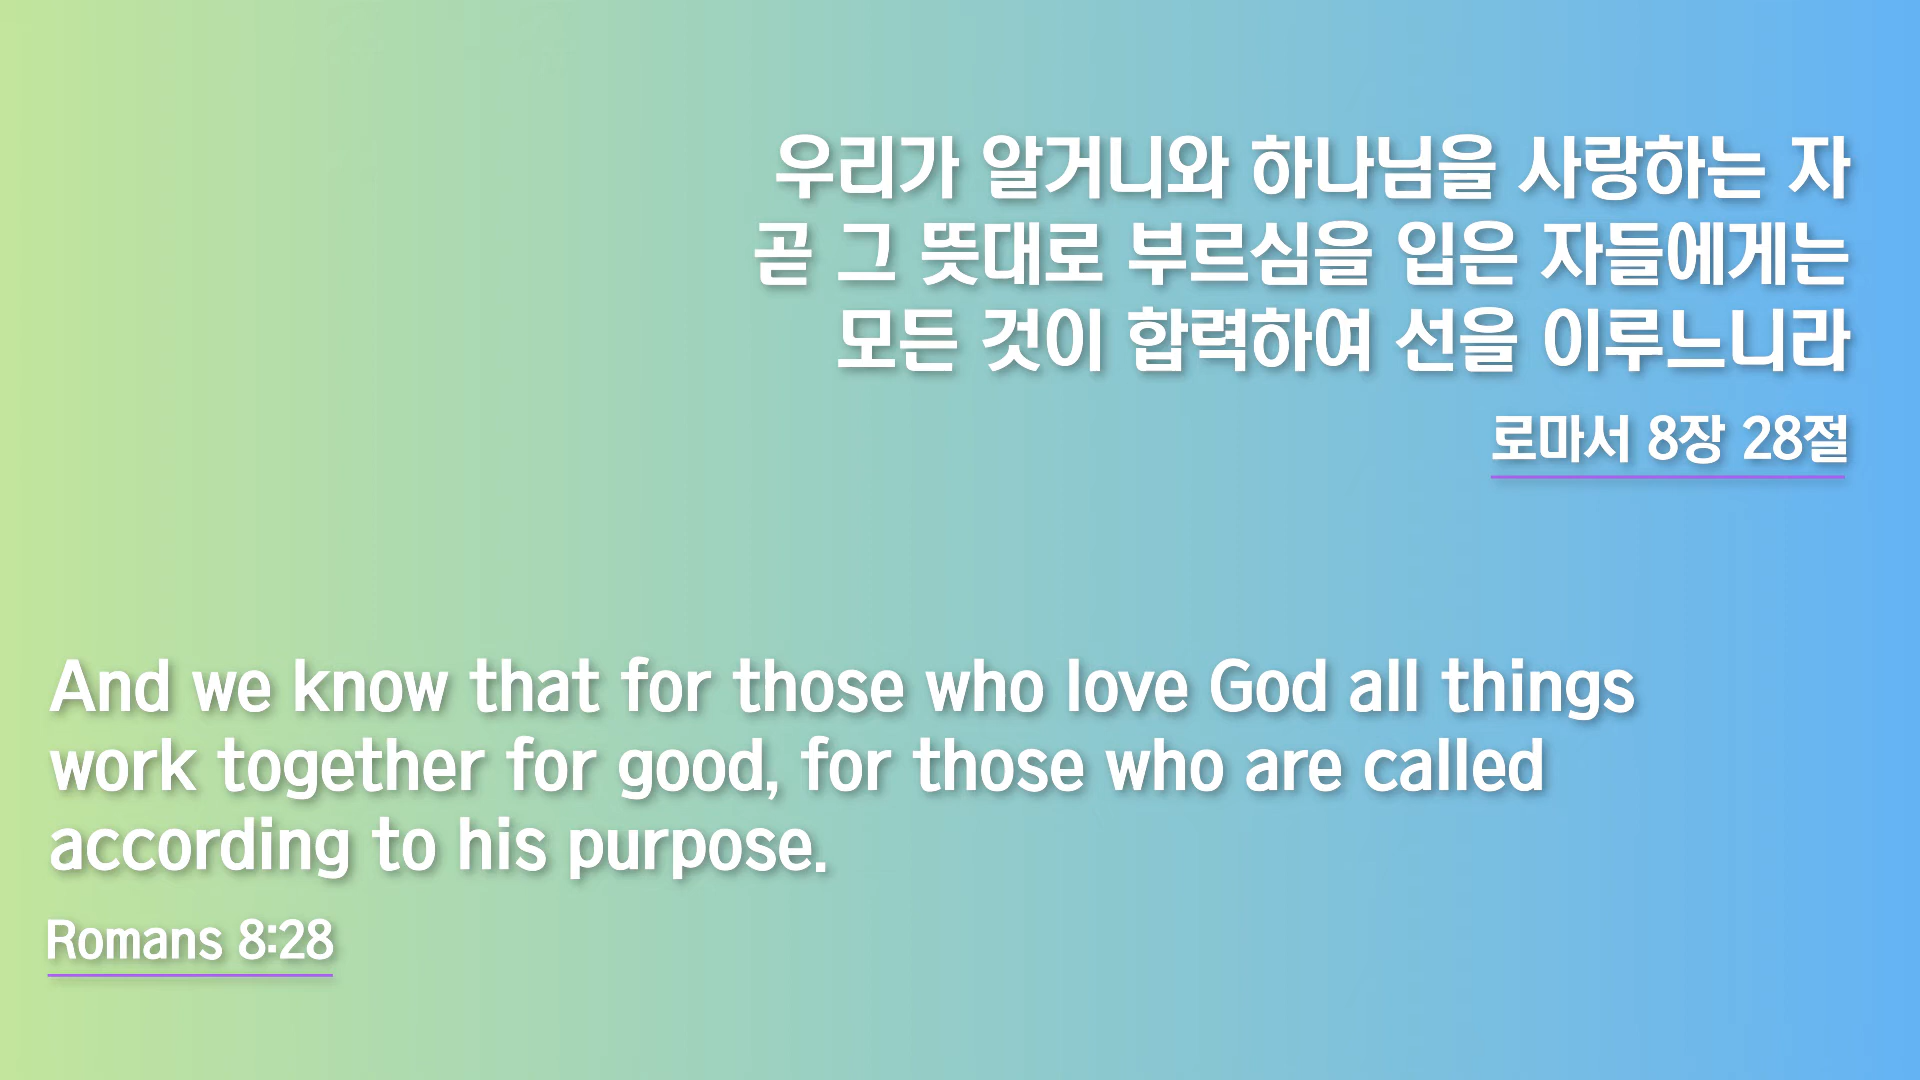 우리가 알거니와 하나님을 사랑하는 자
곧 그 뜻대로 부르심을 입은 자들에게는
모든 것이 합력하여 선을 이루느니라
로마서 8장 28절
And we know that for those who love God all things
work together for good, for those who are called
according to his purpose.
Romans 8:28